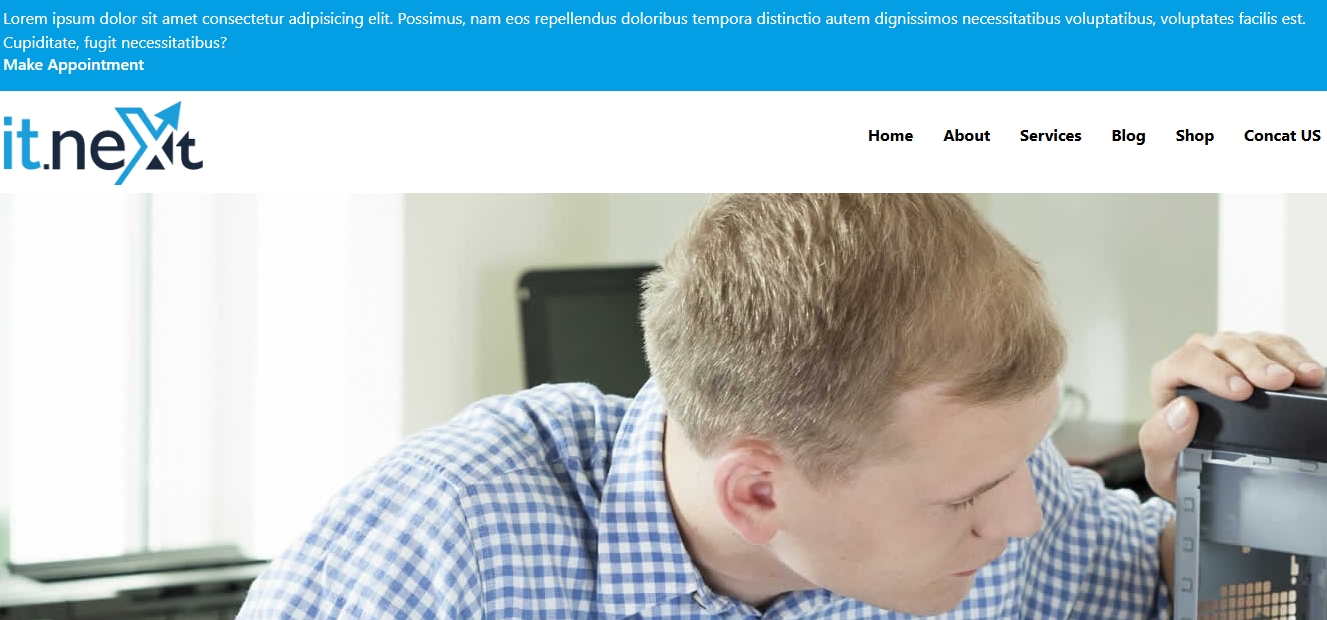 Lorem ipsum dolor sit amet consectetur adipisicing elit. Possimus, nam eos repellendus doloribus tempora distinctio autem dignissimos necessitatibus voluptatibus, voluptates facilis est.
Cupiditate, fugit necessitatibus?
Make Appointment
it.next
Home About Services Blog Shop Concat US